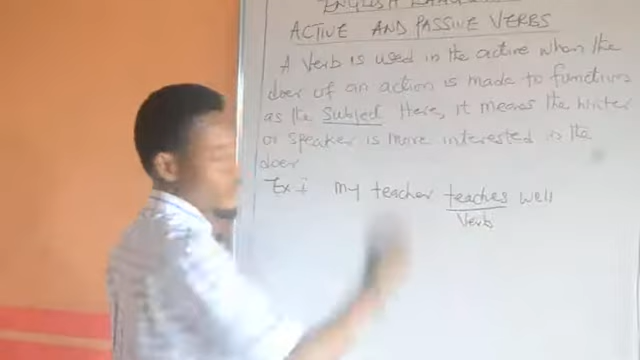 ENGLISH
ACTIVE AND PASSIVE VERBS
A verb is used in the active when the
doer of an action is made to function
as the Subject. Here, it means the writer
or speaker is more interested in the
doer
Ex i my teacher teaches well
Verb